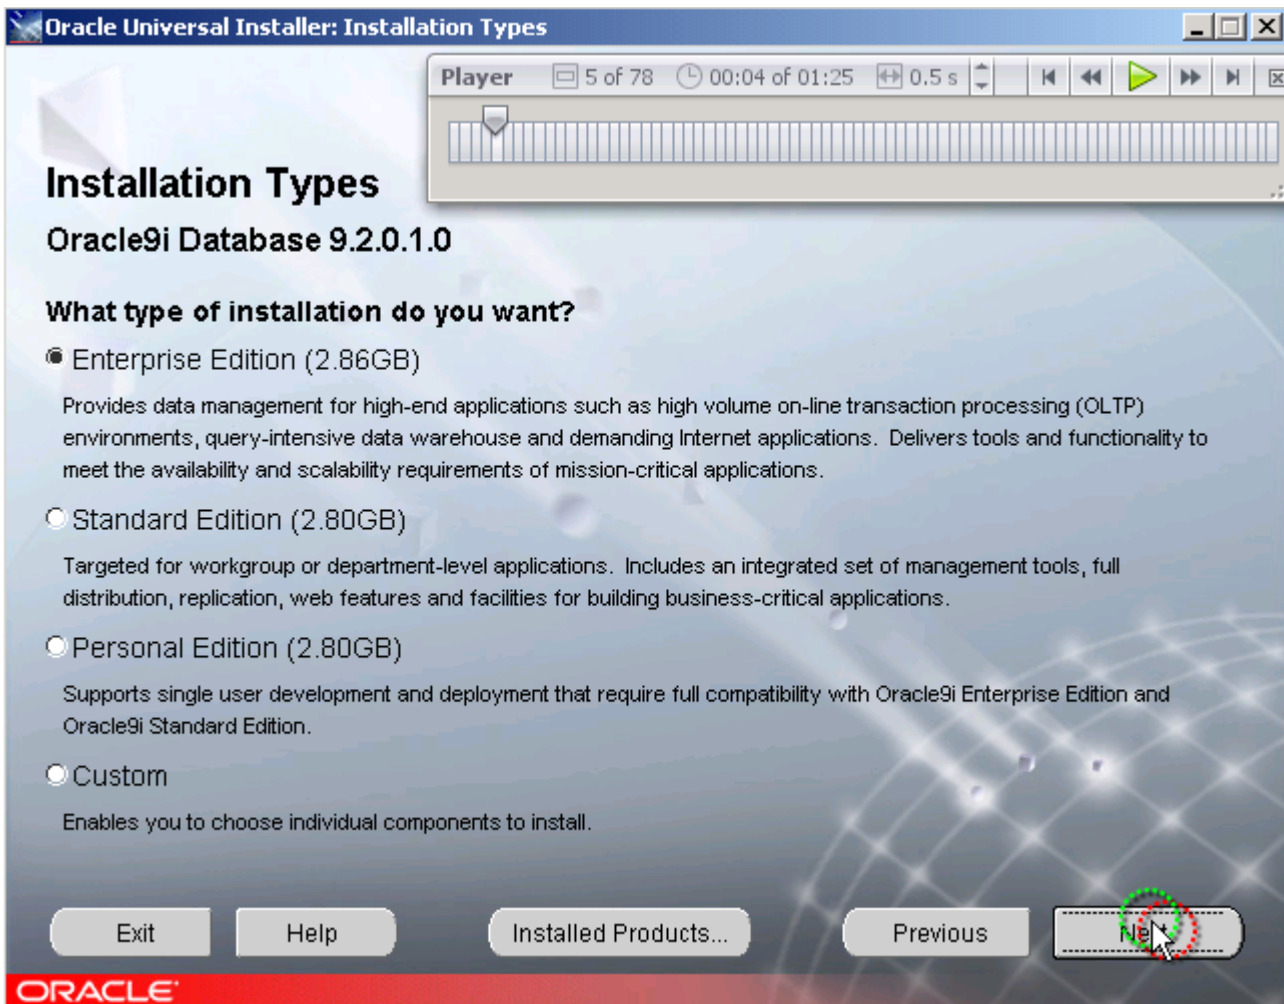 Oracle Universal Installer: Installation Types
Player 5 of 78 00:04 of 01:25 0.5 s
Installation Types
Oracle9i Database 9.2.0.1.0
What type of installation do you want?
Enterprise Edition (2.86GB)
Provides data management for high-end applications such as high volume on-line transaction processing (OLTP)
environments, query-intensive data warehouse and demanding Internet applications. Delivers tools and functionality to
meet the availability and scalability requirements of mission-critical applications.
Standard Edition (2.80GB)
Targeted for workgroup or department-level applications. Includes an integrated set of management tools, full
distribution, replication, web features and facilities for building business-critical applications.
Personal Edition (2.80GB)
Supports single user development and deployment that require full compatibility with Oracle9i Enterprise Edition and
Oracle9i Standard Edition.
Custom
Enables you to choose individual components to install.
Exit Help Installed Products... Previous Next
ORACLE